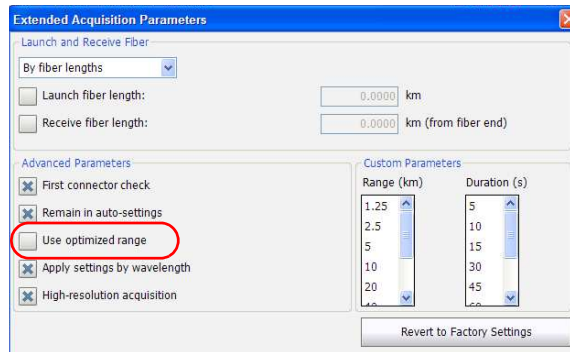 Extended Acquisition Parameters
Launch and Receive Fiber
By fiber lengths
Launch fiber length: 0.0000 km
Receive fiber length: 0.0000 km (from fiber end)
Advanced Parameters
First connector check
Remain in auto-settings
Use optimized range
Apply settings by wavelength
High-resolution acquisition
Custom Parameters
Range (km) Duration (s)
1.25 5
2.5 10
5 15
10 30
20 45
Revert to Factory Settings